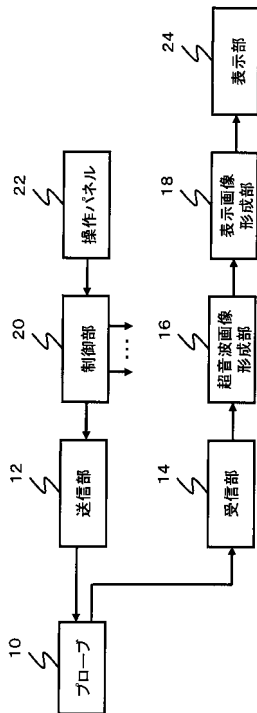 10
プローブ
12
送信部
20
制御部
22
操作パネル
14
受信部
16
超音波画像
形成部
18
表示画像
形成部
24
表示部